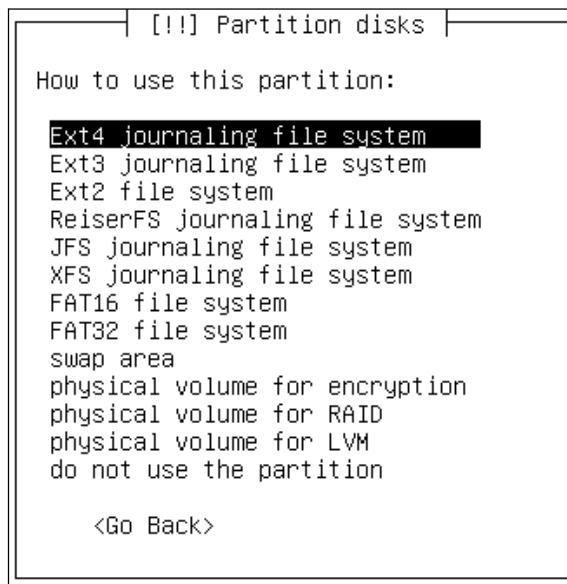 [!!] Partition disks
How to use this partition:
Ext4 journaling file system
Ext3 journaling file system
Ext2 file system
ReiserFS journaling file system
JFS journaling file system
XFS journaling file system
FAT16 file system
FAT32 file system
swap area
physical volume for encryption
physical volume for RAID
physical volume for LVM
do not use the partition
<Go Back>